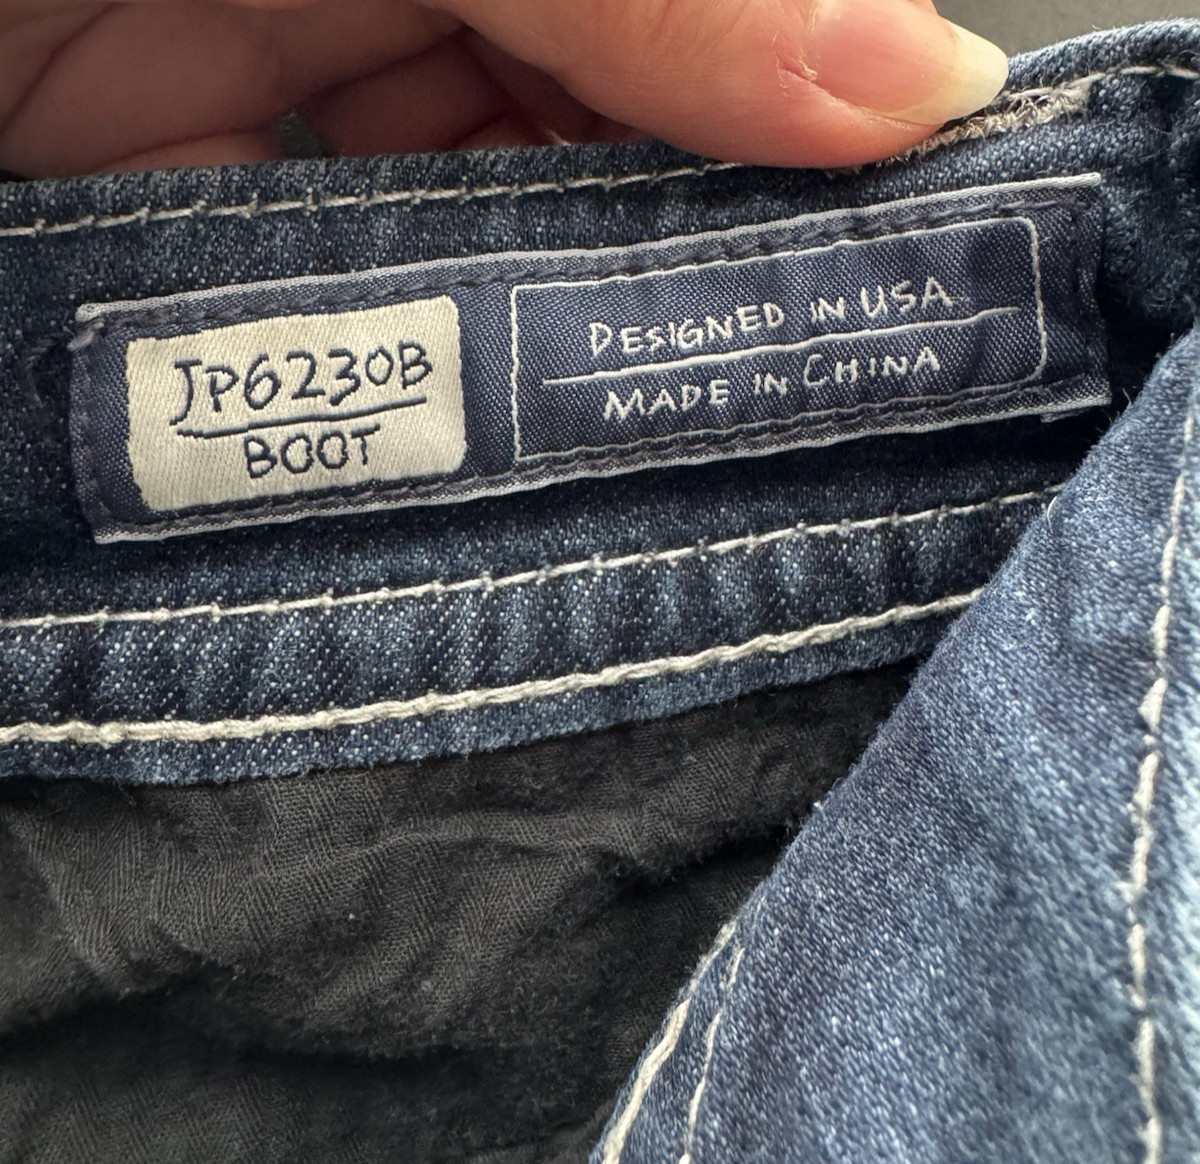 JP6230B
BOOT
DESIGNED IN USA
MADE IN CHINA